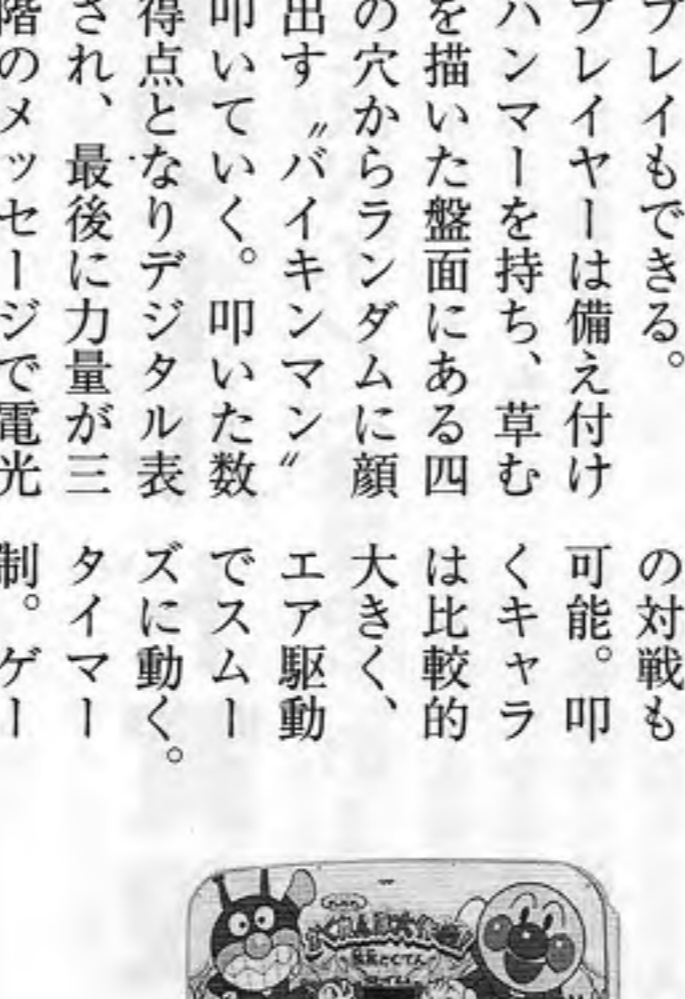 プレイもできる。
プレイヤーは備え付け
ハンマーを持ち、草む
を描いた盤面にある四
の穴からランダムに顔
出す〝バイキンマン〟
叩いていく。叩いた数
得点となりデジタル表
され、最後に力量が三
階のメッセージで電光
の対戦も
可能。叩
くキャラ
は比較的
大きく、
エア駆動
でスムー
ズに動く。
タイマー
制。ゲー